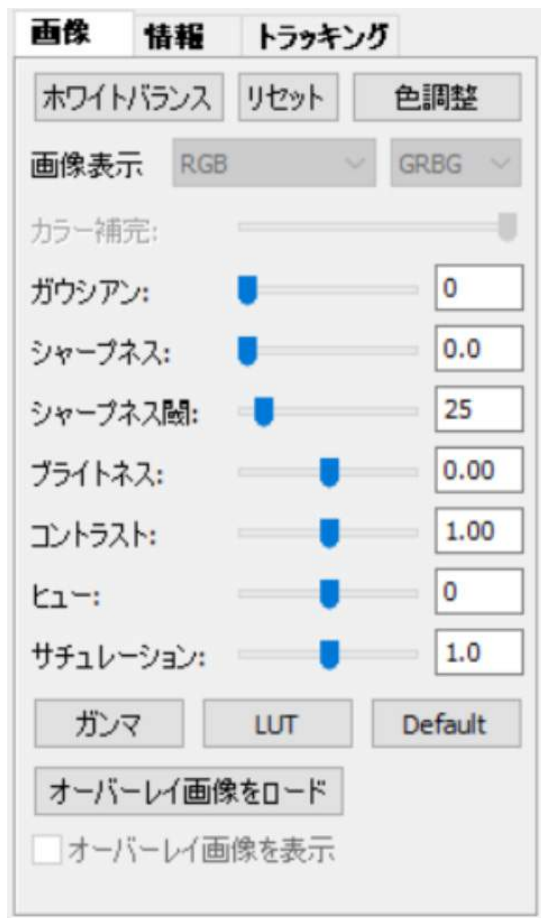 画像 情報 トラッキング
ホワイトバランス リセット 色調整
画像表示 RGB GRBG
カラー補完:
ガウシアン: 0
シャープネス: 0.0
シャープネス閾: 25
ブライトネス: 0.00
コントラスト: 1.00
ヒュー: 0
サチュレーション: 1.0
ガンマ LUT Default
オーバーレイ画像をロード
オーバーレイ画像を表示